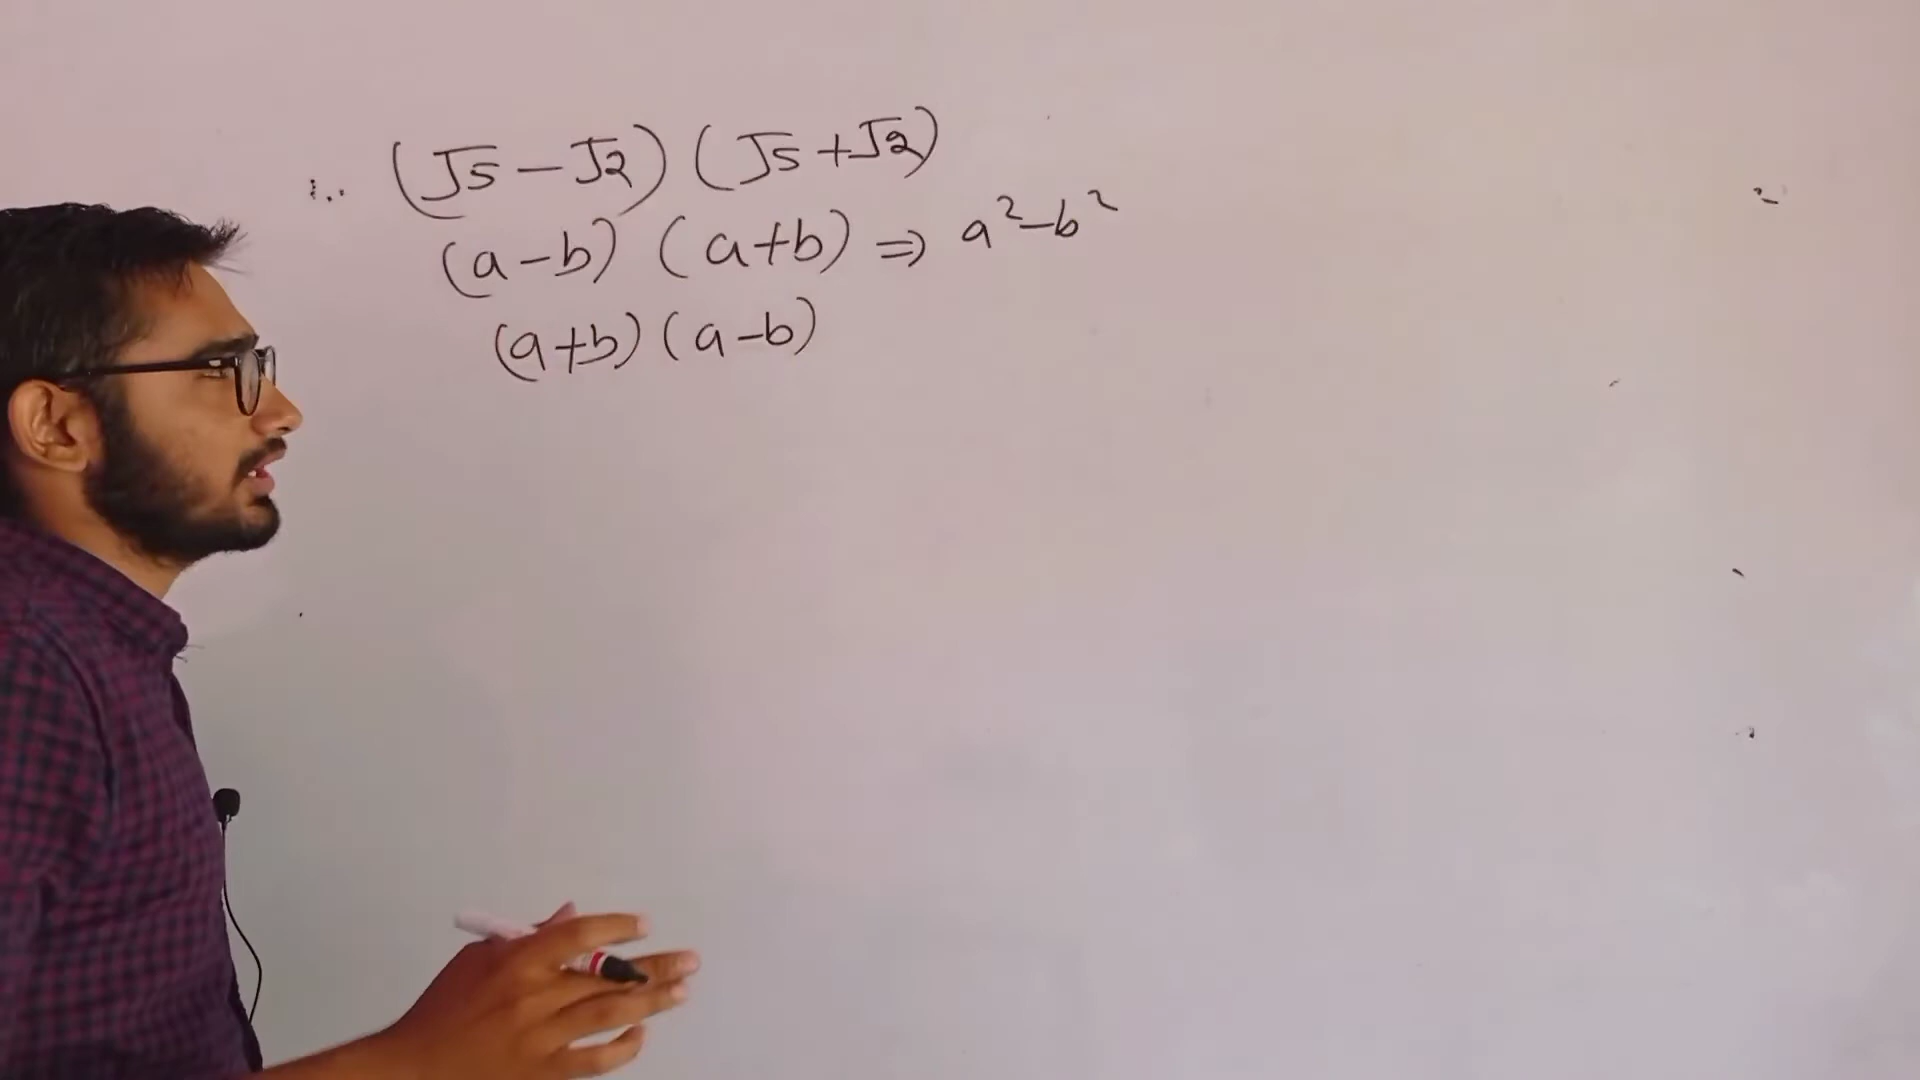 (√5 - √2) (√5 + √2)
(a - b) (a + b) ⇒ a² - b²
(a + b) (a - b)